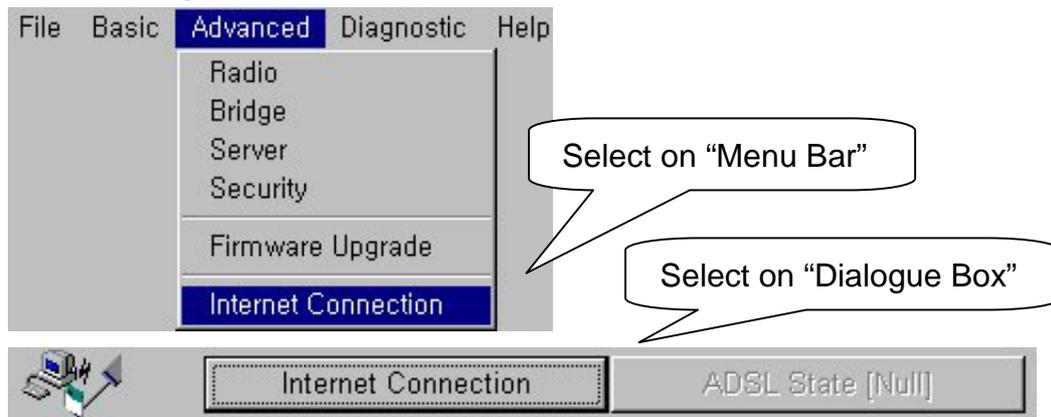 File Basic Advanced Diagnostic Help
Radio
Bridge
Server
Security
Firmware Upgrade
Internet Connection
Select on “Menu Bar”
Select on “Dialogue Box”
Internet Connection ADSL State [Null]